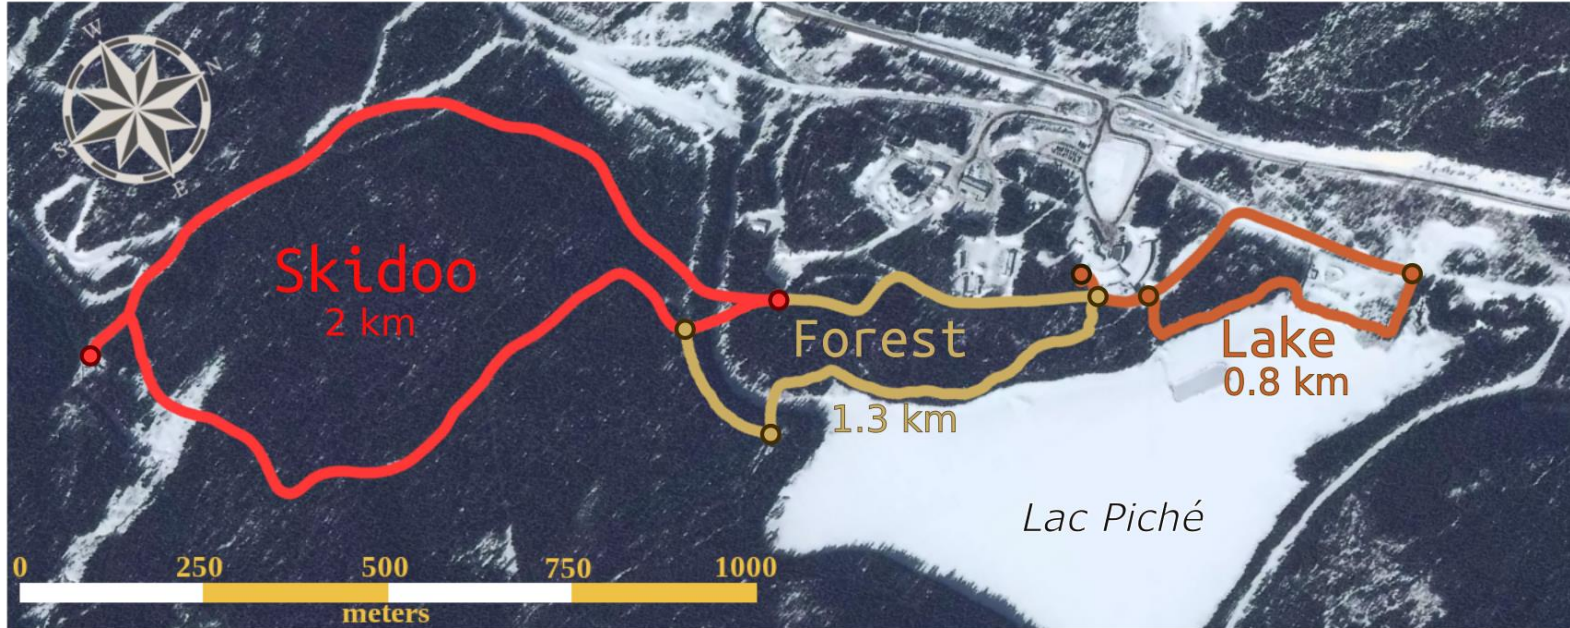 W
N
S
E
Skidoo
2 km
Forest
1.3 km
Lake
0.8 km
Lac Piché
0 250 500 750 1000
meters